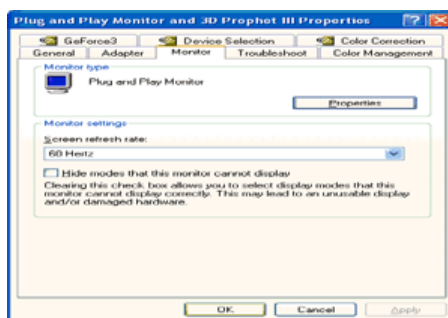 Plug and Play Monitor and 3D Prophet III Properties
GeForce3 Device Selection Color Correction
General Adapter Monitor Troubleshoot Color Management
Monitor type
Plug and Play Monitor
Properties
Monitor settings
Screen refresh rate:
60 Hertz
Hide modes that this monitor cannot display
Clearing this check box allows you to select display modes that this
monitor cannot display correctly. This may lead to an unusable display
and/or damaged hardware.
OK Cancel Apply